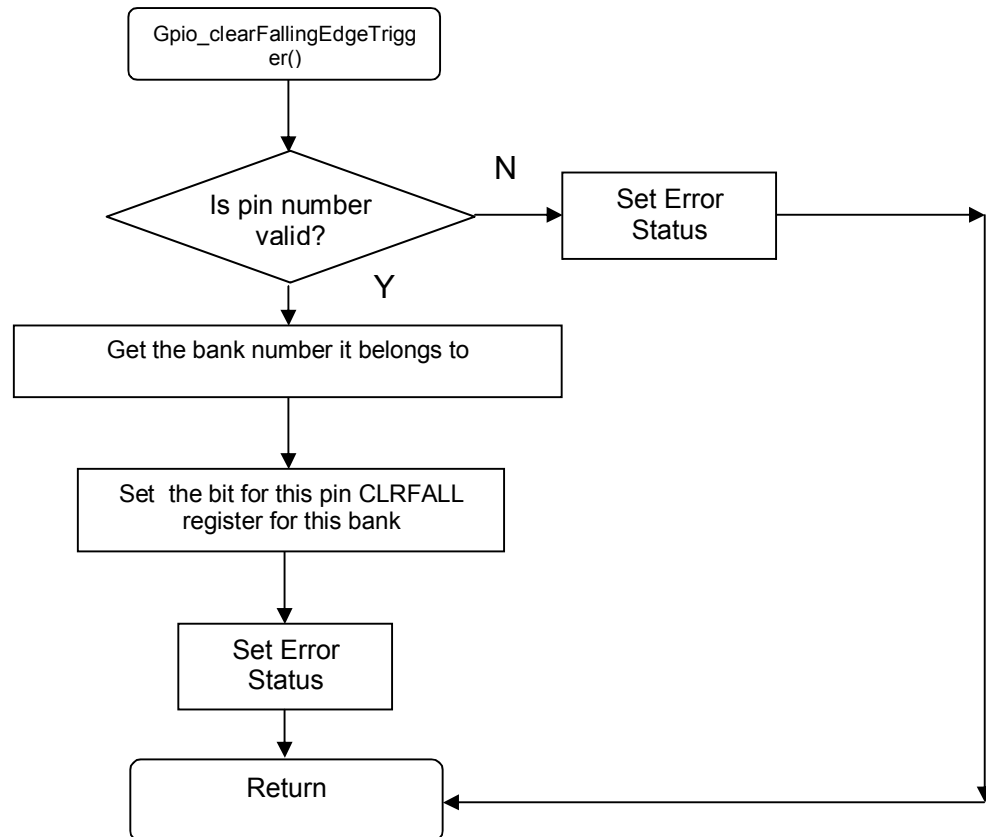 Gpio_clearFallingEdgeTrigg
er()
Is pin number
valid?
N
Set Error
Status
Y
Get the bank number it belongs to
Set the bit for this pin CLRFALL
register for this bank
Set Error
Status
Return